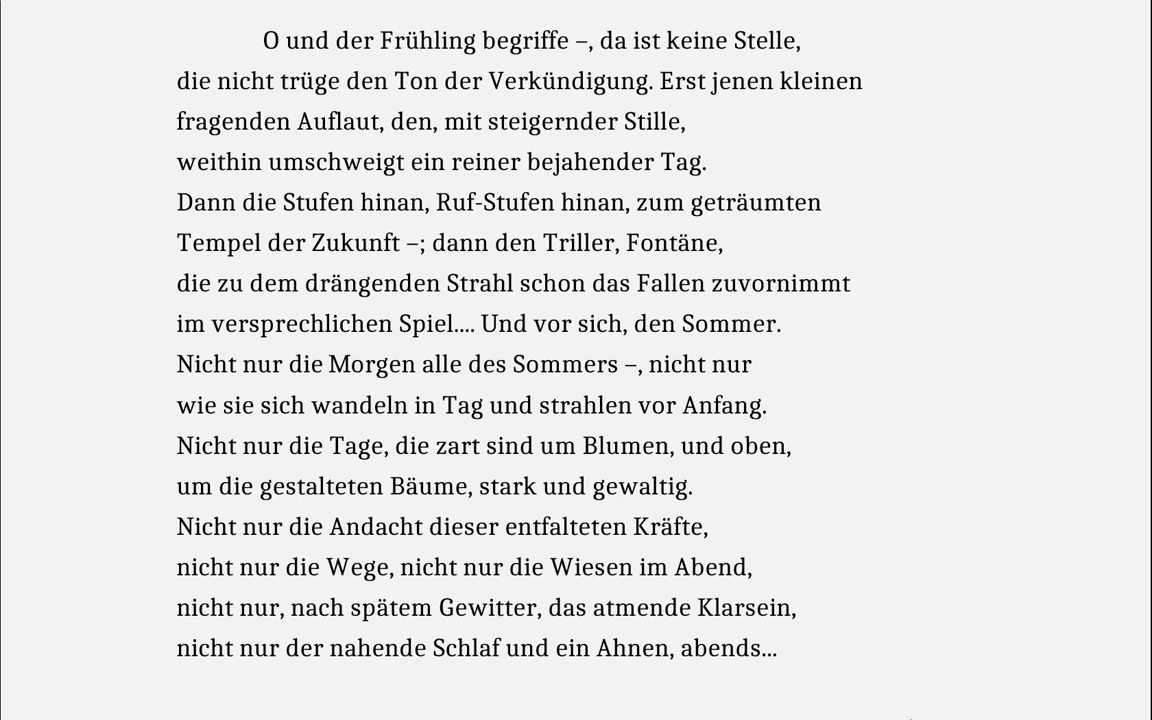 O und der Frühling begriffe –, da ist keine Stelle,
die nicht trüge den Ton der Verkündigung. Erst jenen kleinen
fragenden Auflaut, den, mit steigernder Stille,
weithin umschweigt ein reiner bejahender Tag.
Dann die Stufen hinan, Ruf-Stufen hinan, zum geträumten
Tempel der Zukunft –; dann den Triller, Fontäne,
die zu dem drängenden Strahl schon das Fallen zuvornimmt
im versprechlichen Spiel.... Und vor sich, den Sommer.
Nicht nur die Morgen alle des Sommers –, nicht nur
wie sie sich wandeln in Tag und strahlen vor Anfang.
Nicht nur die Tage, die zart sind um Blumen, und oben,
um die gestalteten Bäume, stark und gewaltig.
Nicht nur die Andacht dieser entfalteten Kräfte,
nicht nur die Wege, nicht nur die Wiesen im Abend,
nicht nur, nach spätem Gewitter, das atmende Klarsein,
nicht nur der nahende Schlaf und ein Ahnen, abends...